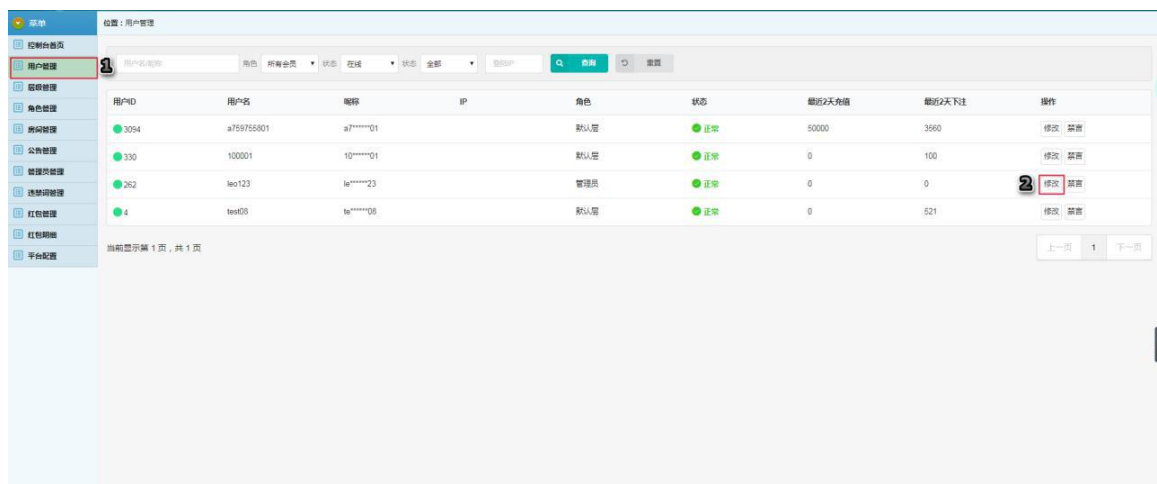 菜单
位置：用户管理
控制台首页
用户管理
层级管理
角色管理
房间管理
公告管理
管理员管理
违禁词管理
红包管理
红包明细
平台配置
1
用户名/昵称 角色 所有会员 状态 在线 状态 全部 登陆IP 查询 重置
用户ID 用户名 昵称 IP 角色 状态 最近2天充值 最近2天下注 操作
3094 a759755801 a7******01 默认层 正常 50000 3560 修改 禁言
330 100001 10******01 默认层 正常 0 100 修改 禁言
262 leo123 le******23 管理员 正常 0 0 2 修改 禁言
4 test08 te******08 默认层 正常 0 521 修改 禁言
当前显示第 1 页，共 1 页
上一页 1 下一页